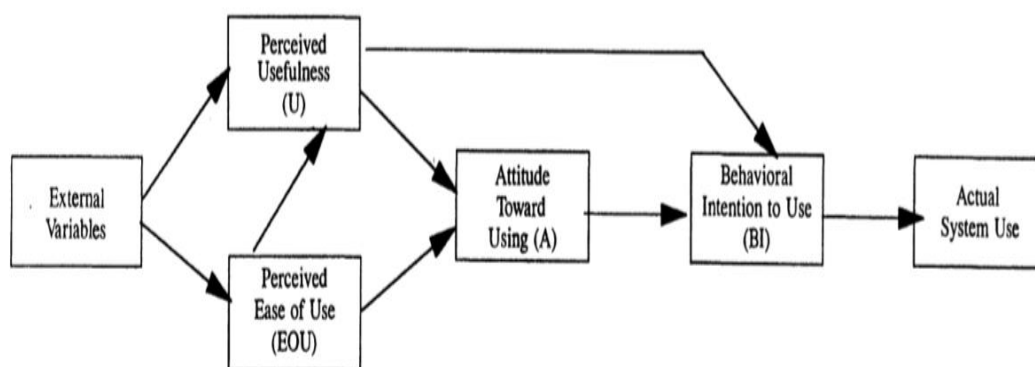 External
Variables
Perceived
Usefulness
(U)
Perceived
Ease of Use
(EOU)
Attitude
Toward
Using (A)
Behavioral
Intention to Use
(BI)
Actual
System Use